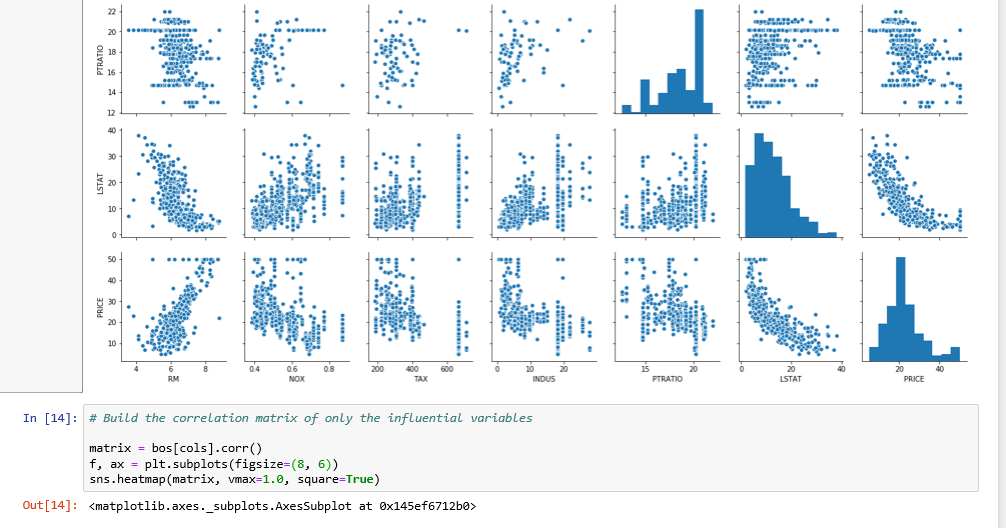 22
20
18
16
14
12
PTRATIO
40
30
20
10
0
LSTAT
50
40
30
20
10
PRICE
4 6 8 0.4 0.6 0.8 200 400 600 0 10 20 15 20 0 20 40 20 40
RM NOX TAX INDUS PTRATIO LSTAT PRICE
In [14]: # Build the correlation matrix of only the influential variables
matrix = bos[cols].corr()
f, ax = plt.subplots(figsize=(8, 6))
sns.heatmap(matrix, vmax=1.0, square=True)
Out[14]: <matplotlib.axes._subplots.AxesSubplot at 0x145ef6712b0>